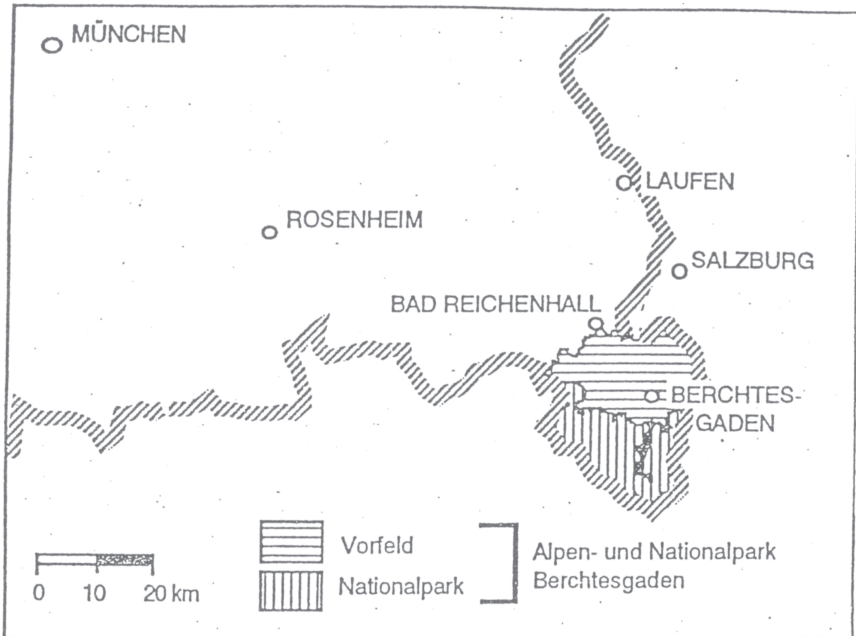 MÜNCHEN
LAUFEN
ROSENHEIM
SALZBURG
BAD REICHENHALL
BERCHTES-
GADEN
Vorfeld
Nationalpark
Alpen- und Nationalpark
Berchtesgaden
0 10 20 km